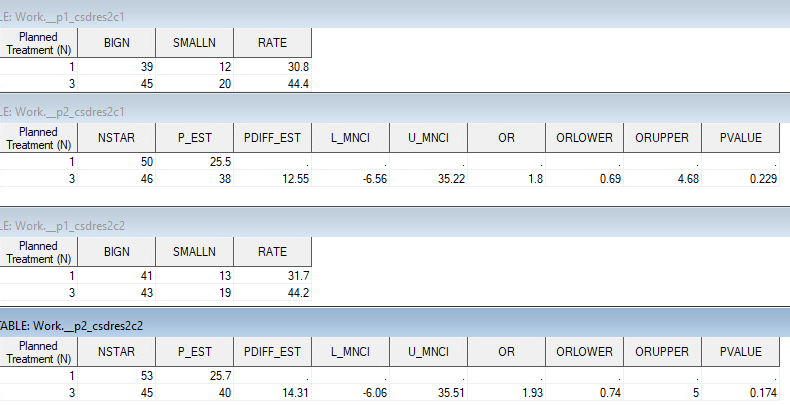 LE: Work.__p1_csdres2c1
Planned Treatment (N) BIGN SMALLN RATE
1 39 12 30.8
3 45 20 44.4
LE: Work.__p2_csdres2c1
Planned Treatment (N) NSTAR P_EST PDIFF_EST L_MNCI U_MNCI OR ORLOWER ORUPPER PVALUE
1 50 25.5 . . . . . . .
3 46 38 12.55 -6.56 35.22 1.8 0.69 4.68 0.229
LE: Work.__p1_csdres2c2
Planned Treatment (N) BIGN SMALLN RATE
1 41 13 31.7
3 43 19 44.2
TABLE: Work.__p2_csdres2c2
Planned Treatment (N) NSTAR P_EST PDIFF_EST L_MNCI U_MNCI OR ORLOWER ORUPPER PVALUE
1 53 25.7 . . . . . . .
3 45 40 14.31 -6.06 35.51 1.93 0.74 5 0.174